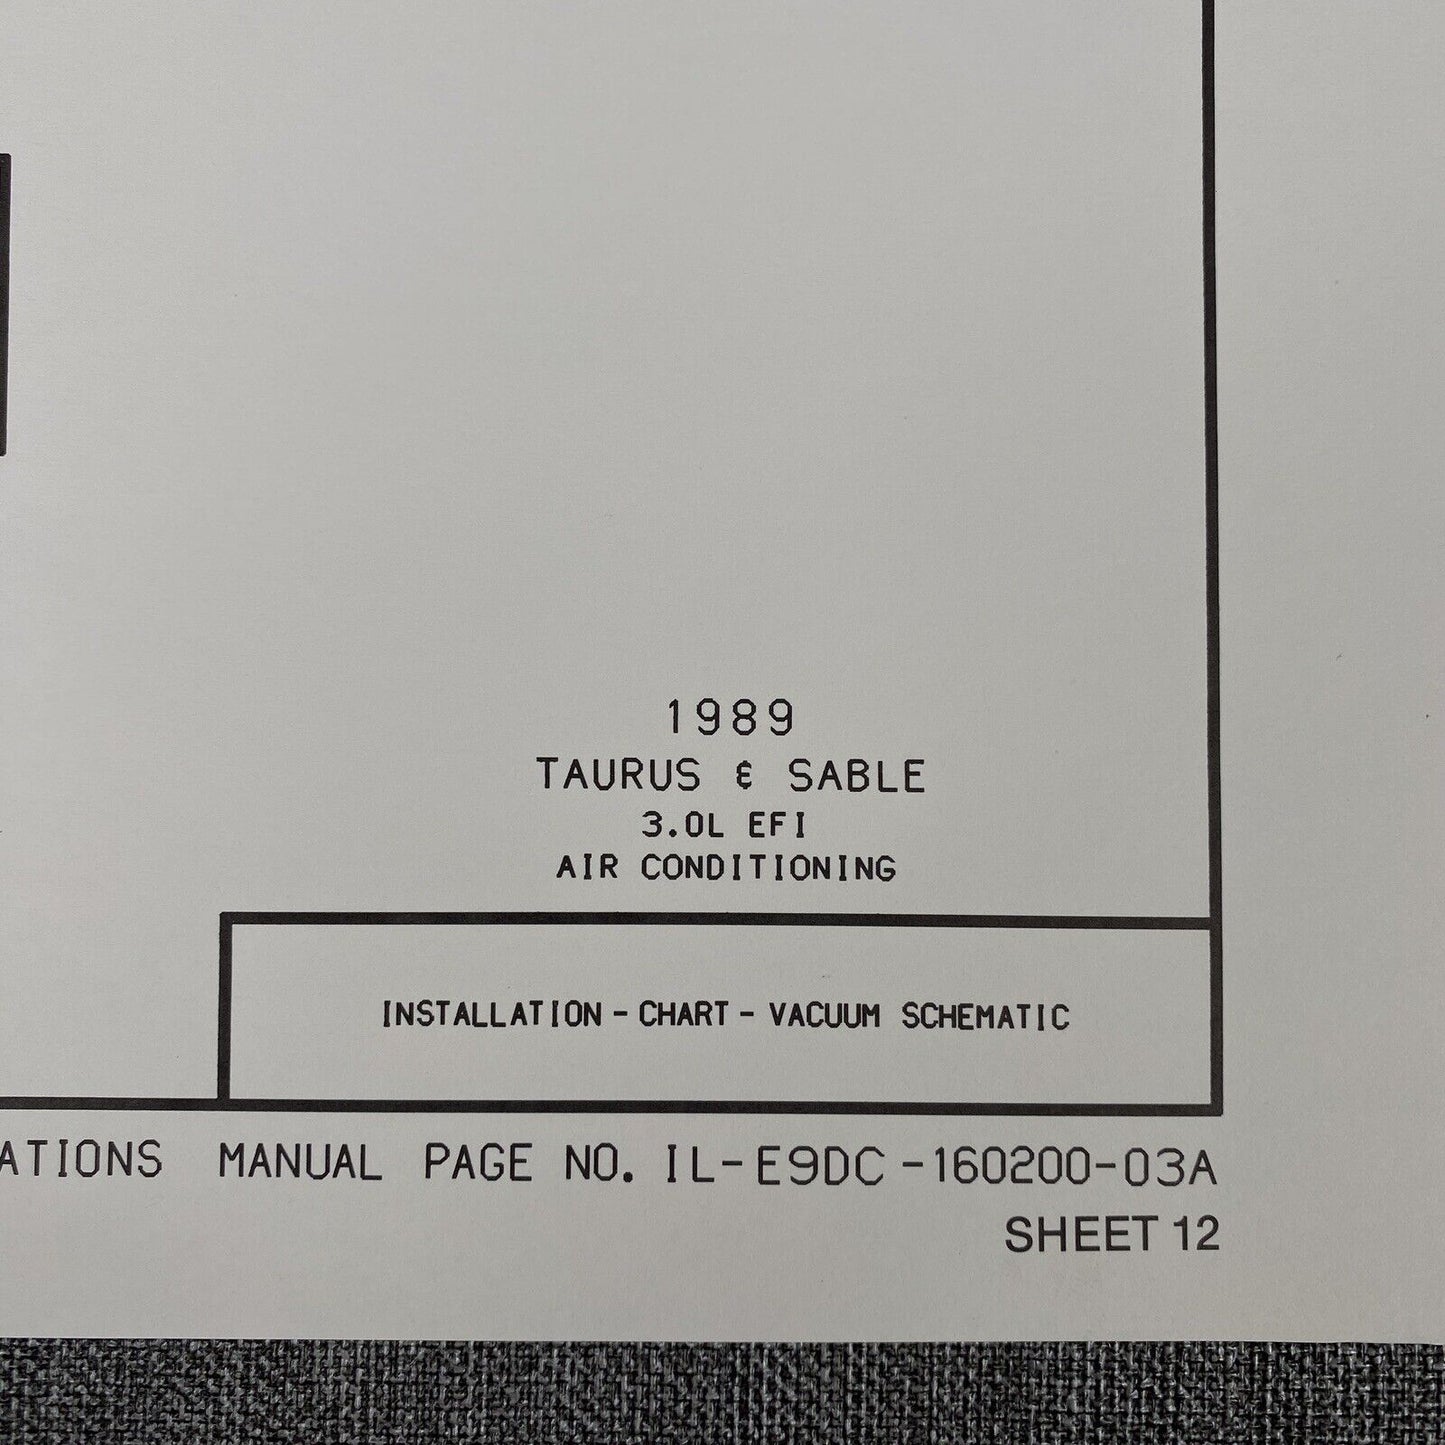 1989
TAURUS & SABLE
3.0L EFI
AIR CONDITIONING
INSTALLATION - CHART - VACUUM SCHEMATIC
ATIONS MANUAL PAGE NO. IL-E9DC-160200-03A
SHEET 12